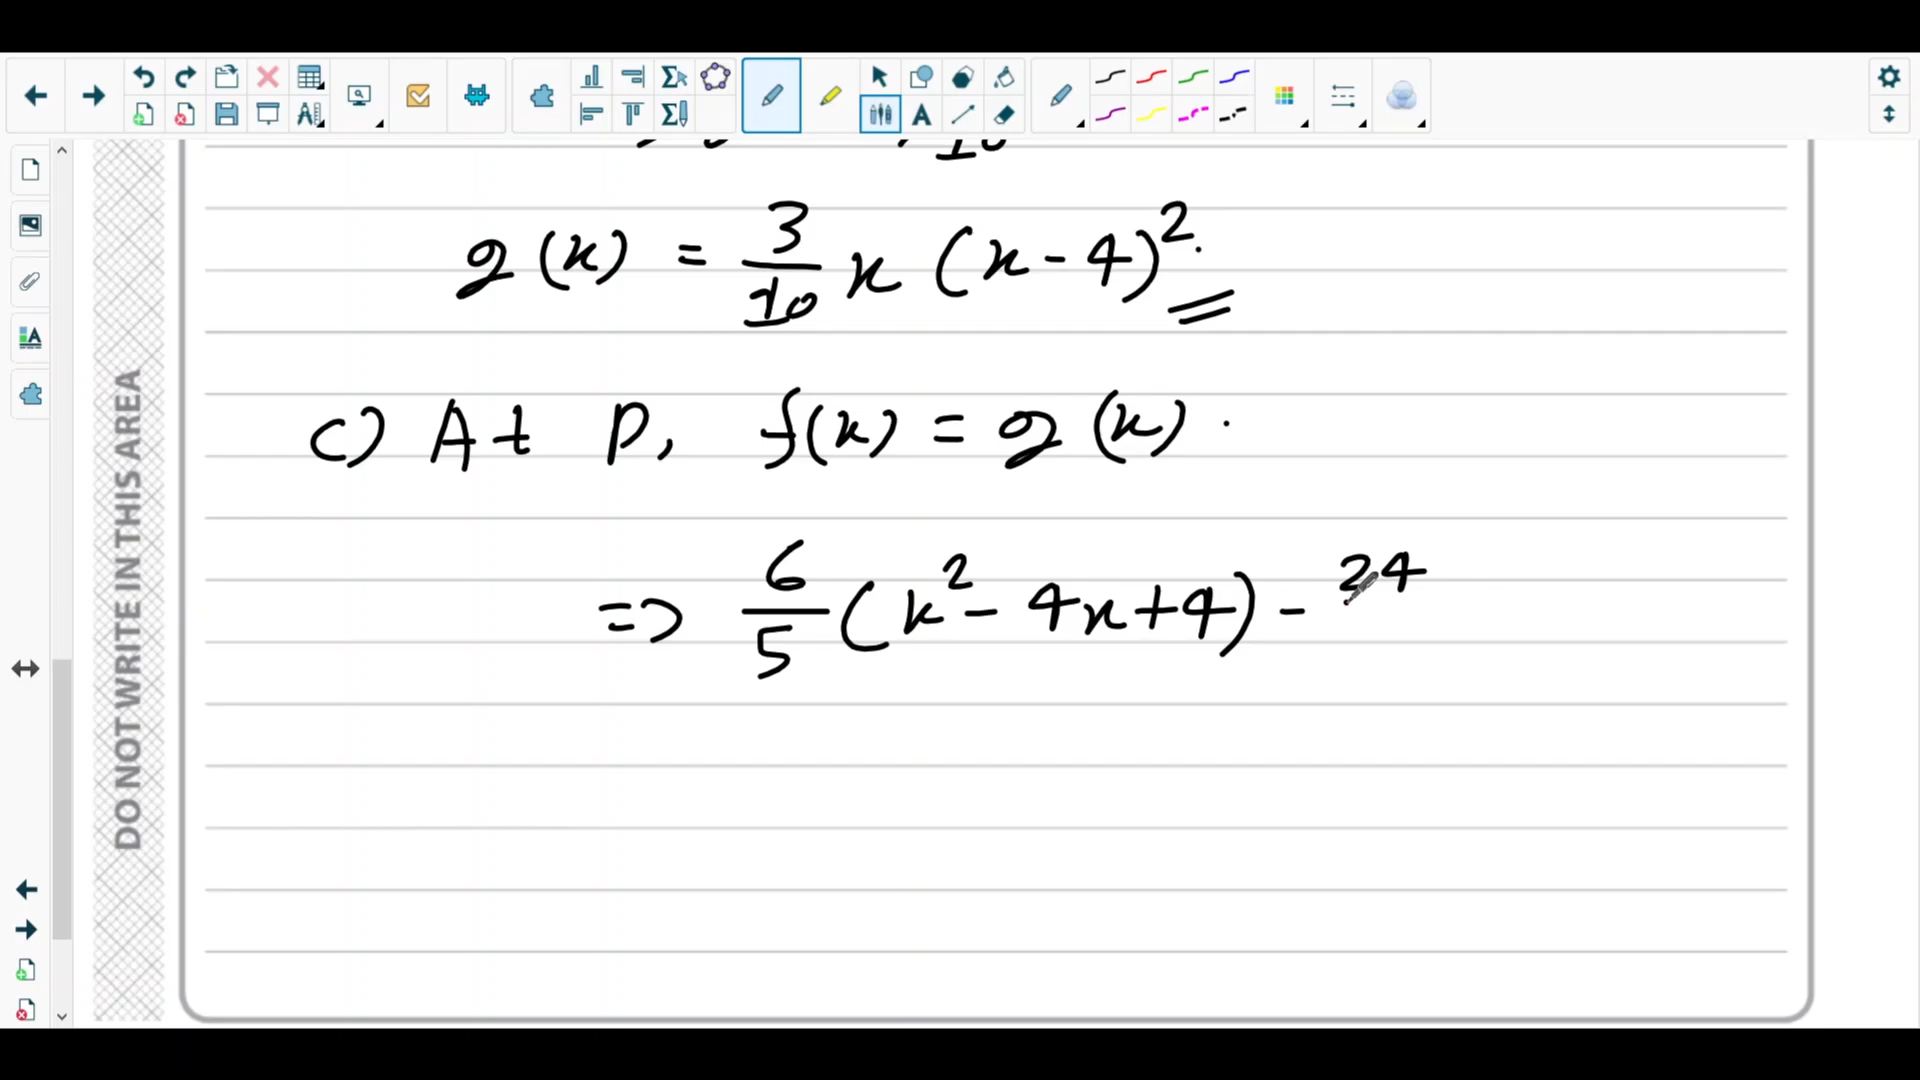 g(x) = 3/10 x (x - 4)².
c) At P, f(x) = g(x).
=> 6/5 (x² - 4x + 4) - 24
DO NOT WRITE IN THIS AREA